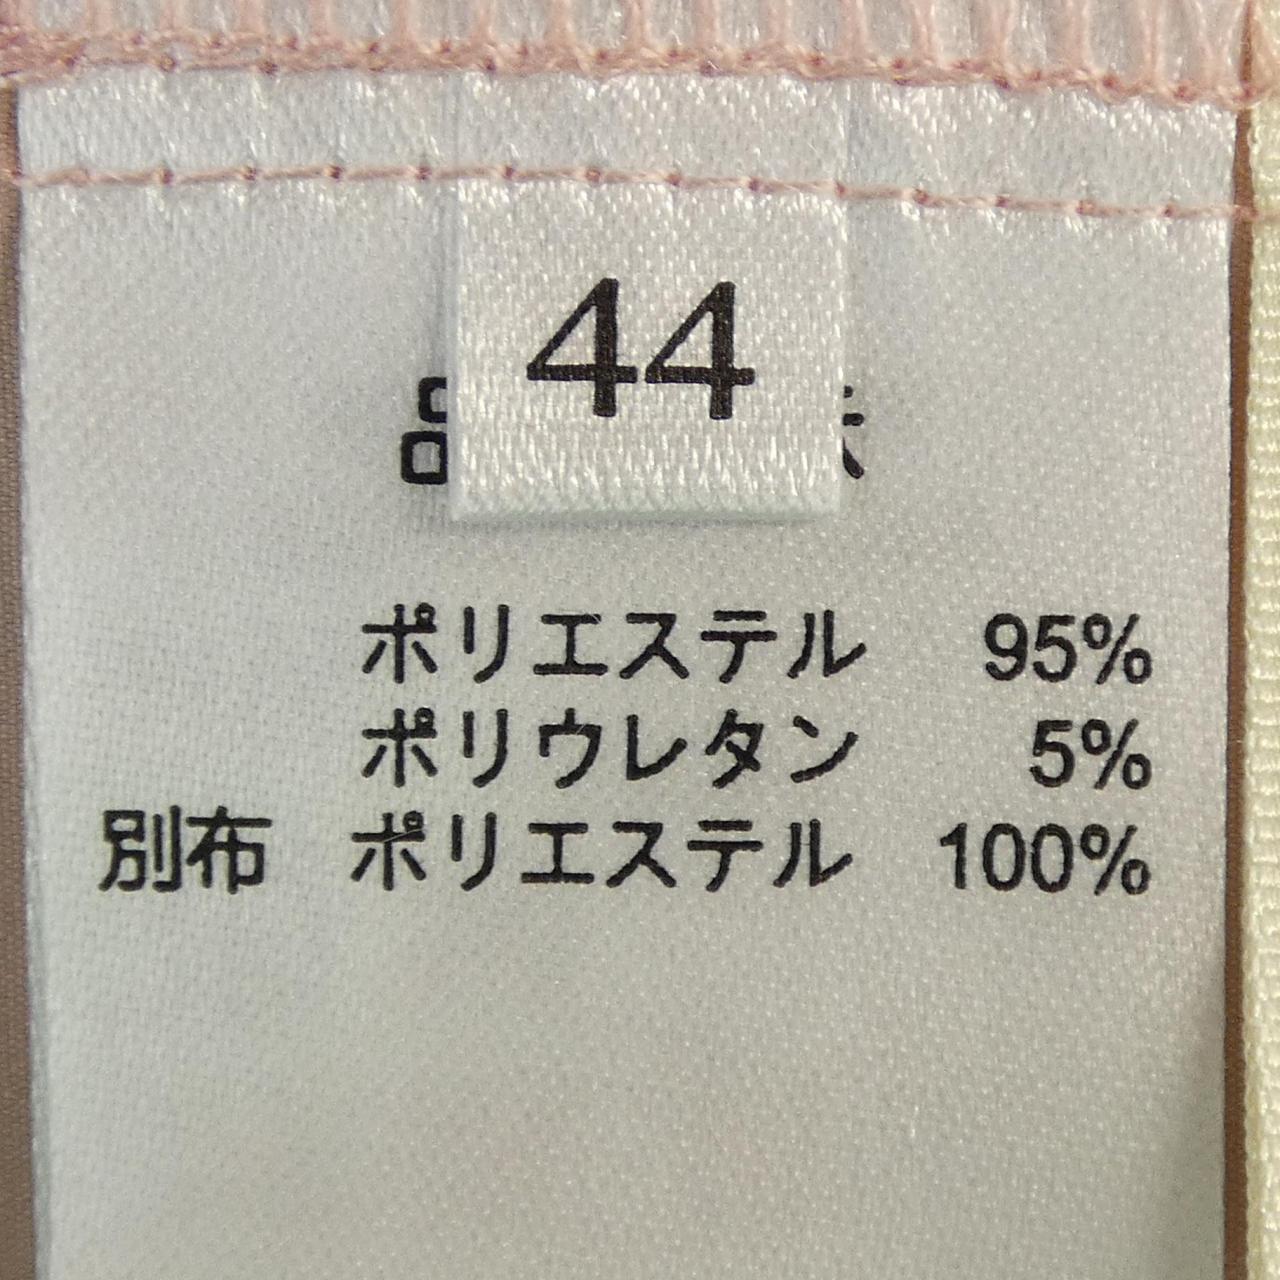 44
ポリエステル 95%
ポリウレタン 5%
別布 ポリエステル 100%